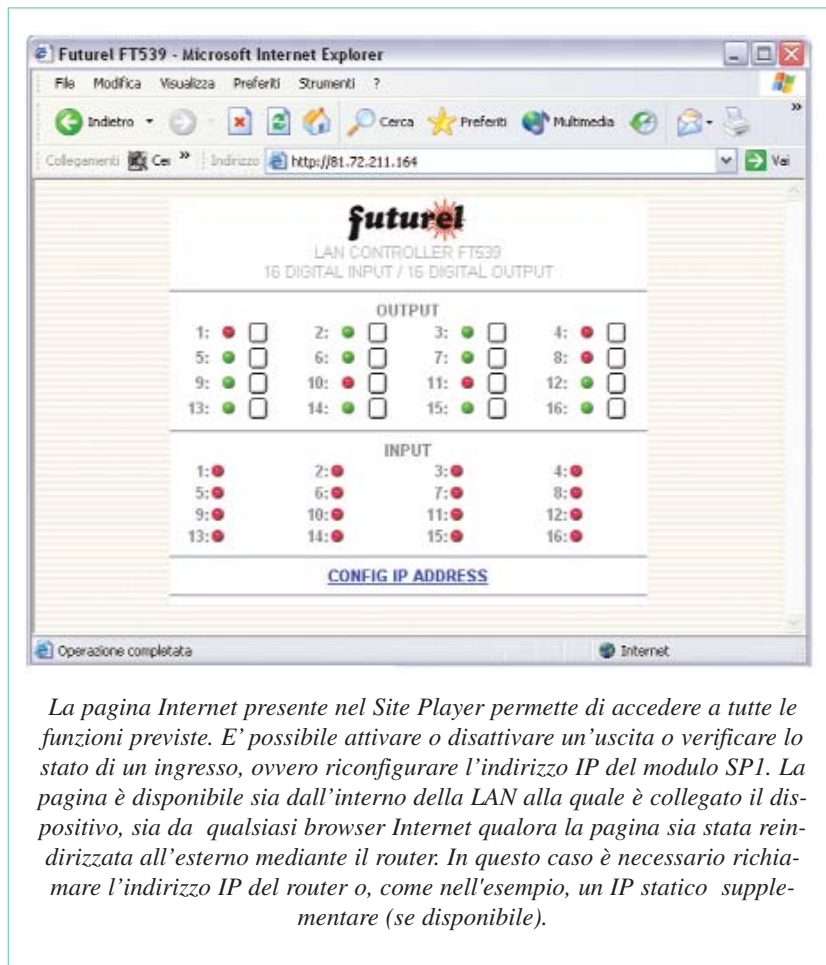 Futurel FT539 - Microsoft Internet Explorer
File Modifica Visualizza Preferiti Strumenti ?
Indietro Cerca Preferiti Multimedia »
Collegamenti Cer » Indirizzo http://81.72.211.164 Vai
futurel
LAN CONTROLLER FT539
16 DIGITAL INPUT / 16 DIGITAL OUTPUT
OUTPUT
1: 2: 3: 4:
5: 6: 7: 8:
9: 10: 11: 12:
13: 14: 15: 16:
INPUT
1: 2: 3: 4:
5: 6: 7: 8:
9: 10: 11: 12:
13: 14: 15: 16:
CONFIG IP ADDRESS
Operazione completata Internet
La pagina Internet presente nel Site Player permette di accedere a tutte le
funzioni previste. E' possibile attivare o disattivare un'uscita o verificare lo
stato di un ingresso, ovvero riconfigurare l'indirizzo IP del modulo SP1. La
pagina è disponibile sia dall'interno della LAN alla quale è collegato il dis-
positivo, sia da qualsiasi browser Internet qualora la pagina sia stata rein-
dirizzata all'esterno mediante il router. In questo caso è necessario richia-
mare l'indirizzo IP del router o, come nell'esempio, un IP statico supple-
mentare (se disponibile).